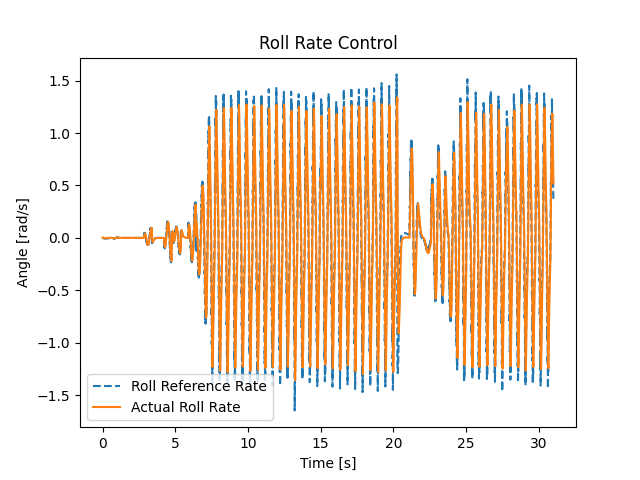 Roll Rate Control
Angle [rad/s]
1.5
1.0
0.5
0.0
−0.5
−1.0
−1.5
Roll Reference Rate
Actual Roll Rate
0 5 10 15 20 25 30
Time [s]